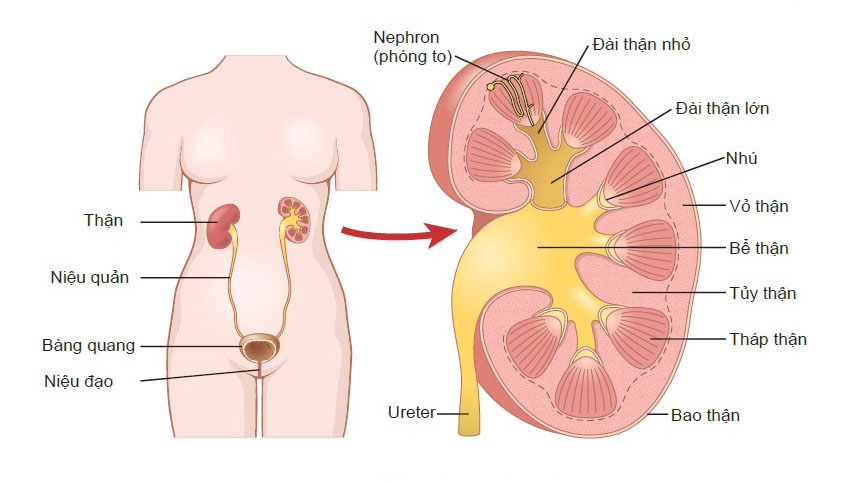 Nephron
(phóng to)
Đài thận nhỏ
Đài thận lớn
Nhú
Vỏ thận
Bể thận
Tủy thận
Tháp thận
Bao thận
Ureter
Thận
Niệu quản
Bàng quang
Niệu đạo